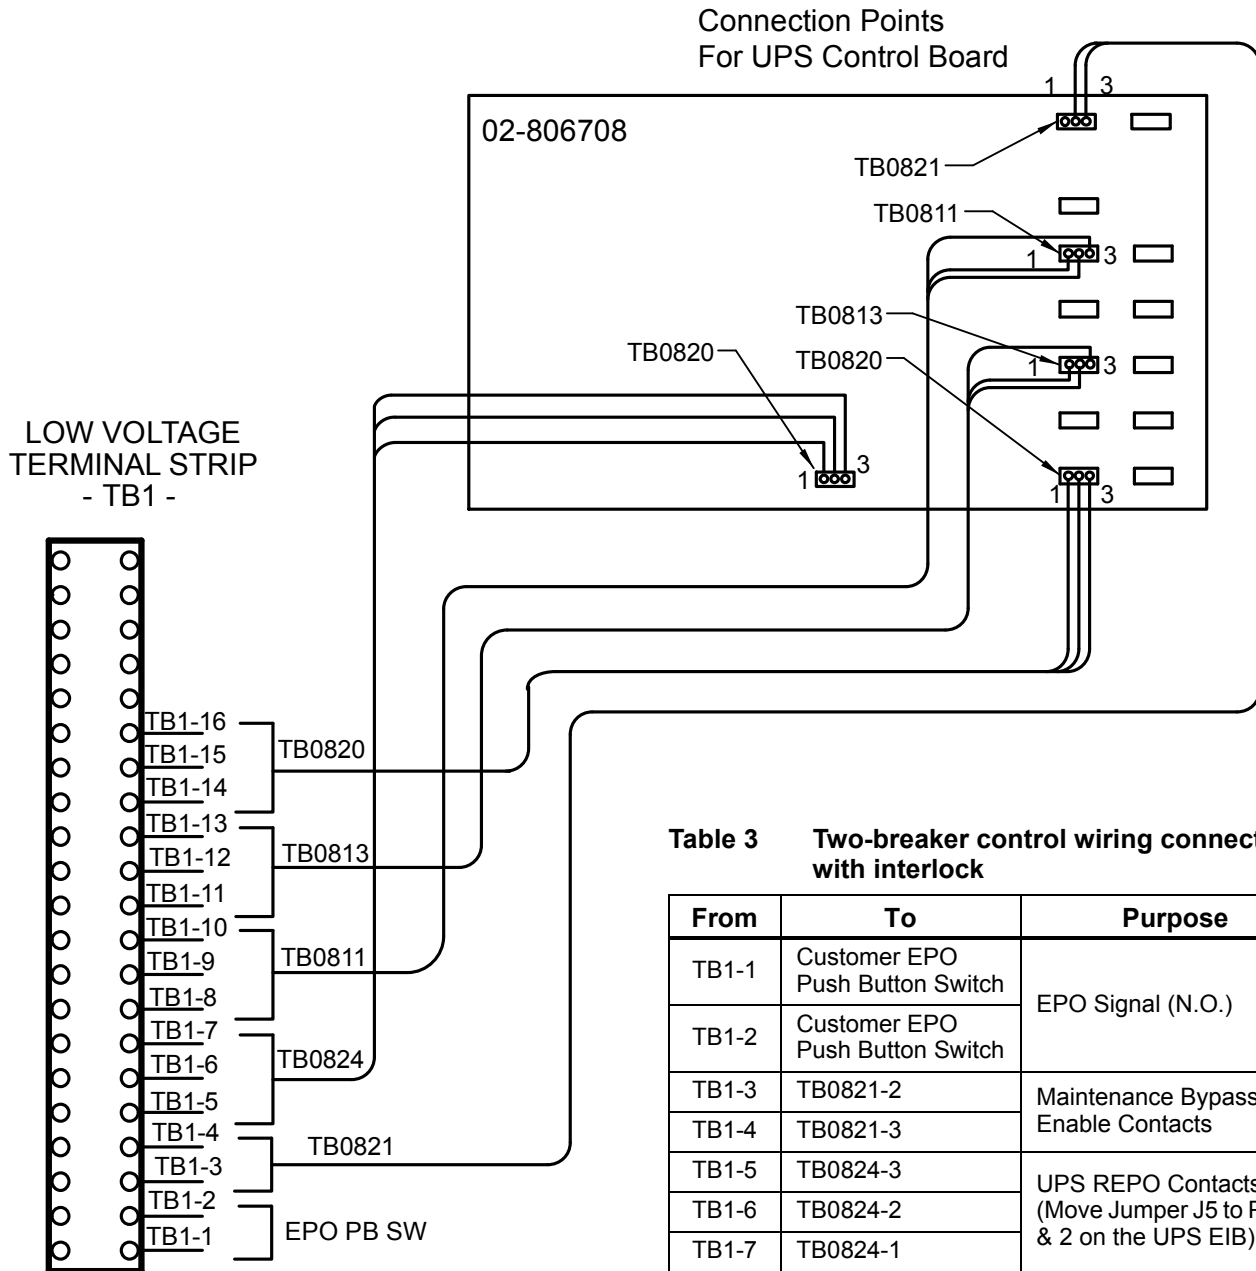 Connection Points
For UPS Control Board
1 3
02-806708
TB0821
TB0811
1 3
TB0813
TB0820
TB0820
1 3
1 3
1 3
LOW VOLTAGE
TERMINAL STRIP
- TB1 -
TB1-16
TB1-15
TB0820
TB1-14
TB1-13
TB1-12
TB0813
TB1-11
TB1-10
TB1-9
TB0811
TB1-8
TB1-7
TB1-6
TB0824
TB1-5
TB1-4
TB1-3
TB0821
TB1-2
TB1-1
EPO PB SW
Table 3 Two-breaker control wiring connect
with interlock
From To Purpose
TB1-1 Customer EPO
Push Button Switch
EPO Signal (N.O.)
TB1-2 Customer EPO
Push Button Switch
TB1-3 TB0821-2
Maintenance Bypass
Enable Contacts
TB1-4 TB0821-3
TB1-5 TB0824-3
UPS REPO Contacts
(Move Jumper J5 to P
& 2 on the UPS EIB)
TB1-6 TB0824-2
TB1-7 TB0824-1